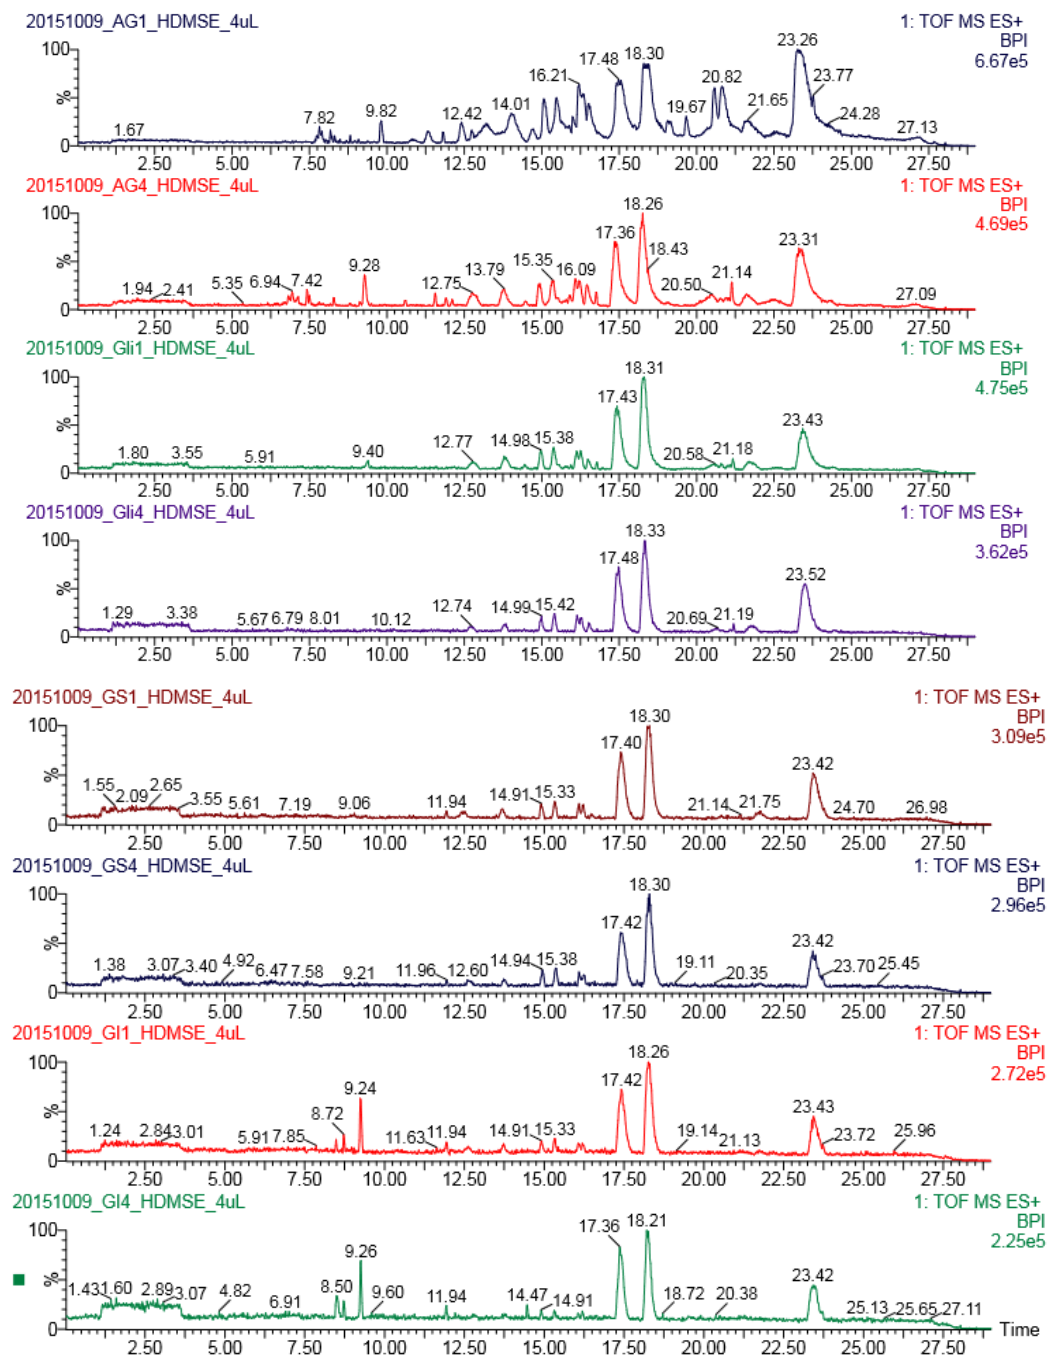 20151009_AG1_HDMSE_4uL 1: TOF MS ES+
BPI
6.67e5
100
%
0
1.67 7.82 9.82 12.42 14.01 16.21 17.48 18.30 19.67 20.82 21.65 23.26 23.77 24.28 27.13
2.50 5.00 7.50 10.00 12.50 15.00 17.50 20.00 22.50 25.00 27.50
20151009_AG4_HDMSE_4uL 1: TOF MS ES+
BPI
4.69e5
100
%
0
1.94 2.41 5.35 6.94 7.42 9.28 12.75 13.79 15.35 16.09 17.36 18.26 18.43 20.50 21.14 23.31 27.09
2.50 5.00 7.50 10.00 12.50 15.00 17.50 20.00 22.50 25.00 27.50
20151009_Gli1_HDMSE_4uL 1: TOF MS ES+
BPI
4.75e5
100
%
0
1.80 3.55 5.91 9.40 12.77 14.98 15.38 17.43 18.31 20.58 21.18 23.43
2.50 5.00 7.50 10.00 12.50 15.00 17.50 20.00 22.50 25.00 27.50
20151009_Gli4_HDMSE_4uL 1: TOF MS ES+
BPI
3.62e5
100
%
0
1.29 3.38 5.67 6.79 8.01 10.12 12.74 14.99 15.42 17.48 18.33 20.69 21.19 23.52
2.50 5.00 7.50 10.00 12.50 15.00 17.50 20.00 22.50 25.00 27.50
20151009_GS1_HDMSE_4uL 1: TOF MS ES+
BPI
3.09e5
100
%
0
1.55 2.09 2.65 3.55 5.61 7.19 9.06 11.94 14.91 15.33 17.40 18.30 21.14 21.75 23.42 24.70 26.98
2.50 5.00 7.50 10.00 12.50 15.00 17.50 20.00 22.50 25.00 27.50
20151009_GS4_HDMSE_4uL 1: TOF MS ES+
BPI
2.96e5
100
%
0
1.38 3.07 3.40 4.92 6.47 7.58 9.21 11.96 12.60 14.94 15.38 17.42 18.30 19.11 20.35 23.42 23.70 25.45
2.50 5.00 7.50 10.00 12.50 15.00 17.50 20.00 22.50 25.00 27.50
20151009_GI1_HDMSE_4uL 1: TOF MS ES+
BPI
2.72e5
100
%
0
1.24 2.84 3.01 5.91 7.85 8.72 9.24 11.63 11.94 14.91 15.33 17.42 18.26 19.14 21.13 23.43 23.72 25.96
2.50 5.00 7.50 10.00 12.50 15.00 17.50 20.00 22.50 25.00 27.50
20151009_GI4_HDMSE_4uL 1: TOF MS ES+
BPI
2.25e5
100
%
0
1.43 1.60 2.89 3.07 4.82 6.91 8.50 9.26 9.60 11.94 14.47 14.91 17.36 18.21 18.72 20.38 23.42 25.13 25.65 27.11
Time
2.50 5.00 7.50 10.00 12.50 15.00 17.50 20.00 22.50 25.00 27.50